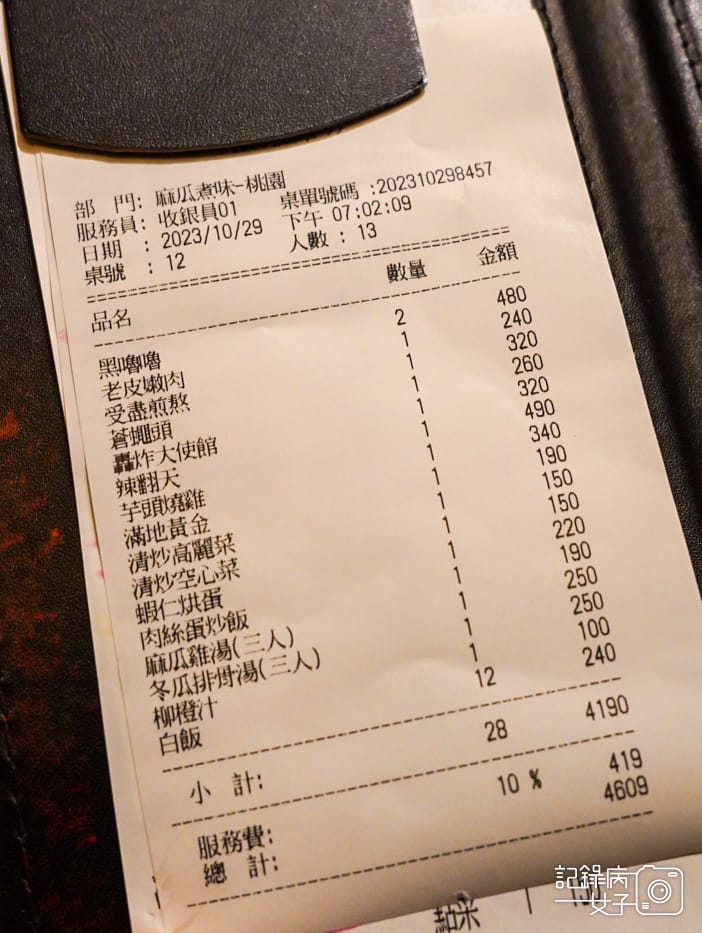 部 門: 麻瓜煮味-桃園
服務員: 收銀員01 桌單號碼 :202310298457
日期 : 2023/10/29 下午 07:02:09
桌號 : 12 人數 : 13
品名 數量 金額
黑嚕嚕 2 480
老皮嫩肉 1 240
受盡煎熬 1 320
蒼蠅頭 1 260
轟炸大使館 1 320
辣翻天 1 490
芋頭燒雞 1 340
滿地黃金 1 190
清炒高麗菜 1 150
清炒空心菜 1 150
蝦仁烘蛋 1 220
肉絲蛋炒飯 1 190
麻瓜雞湯(三人) 1 250
冬瓜排骨湯(三人) 1 250
柳橙汁 1 100
白飯 12 240
小 計: 28 4190
服務費: 10 % 419
總 計: 4609
記錄病
女子